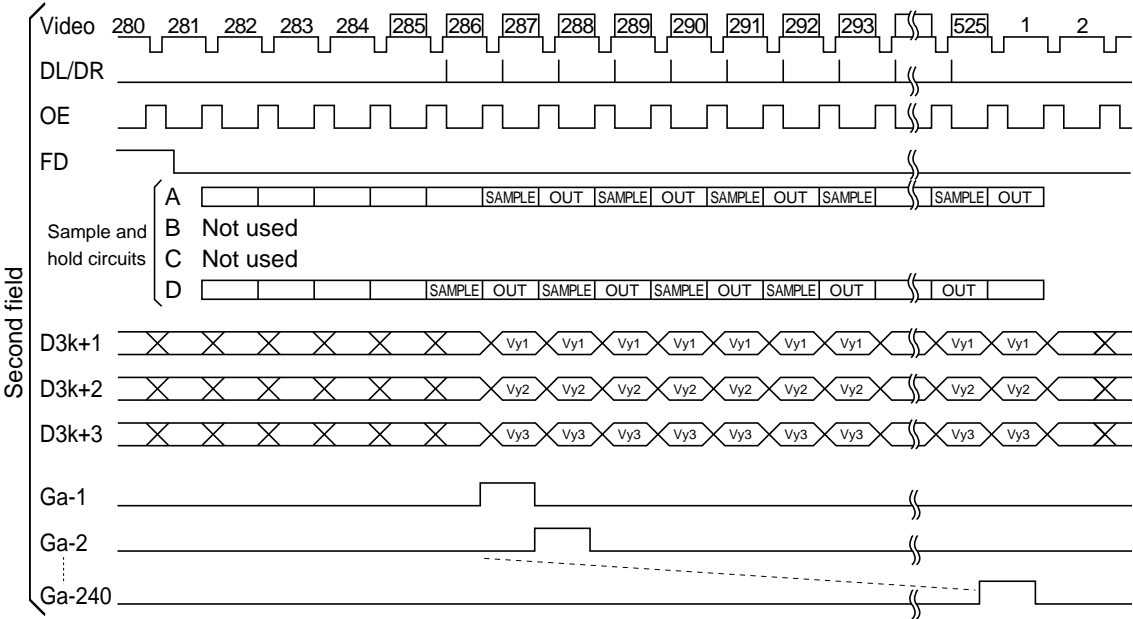 Second field
Video 280 281 282 283 284 285 286 287 288 289 290 291 292 293 525 1 2
DL/DR
OE
FD
Sample and
hold circuits
A SAMPLE OUT SAMPLE OUT SAMPLE OUT SAMPLE SAMPLE OUT
B Not used
C Not used
D SAMPLE OUT SAMPLE OUT SAMPLE OUT SAMPLE OUT OUT
D3k+1 Vy1 Vy1 Vy1 Vy1 Vy1 Vy1 Vy1 Vy1 Vy1
D3k+2 Vy2 Vy2 Vy2 Vy2 Vy2 Vy2 Vy2 Vy2 Vy2
D3k+3 Vy3 Vy3 Vy3 Vy3 Vy3 Vy3 Vy3 Vy3 Vy3
Ga-1
Ga-2
Ga-240